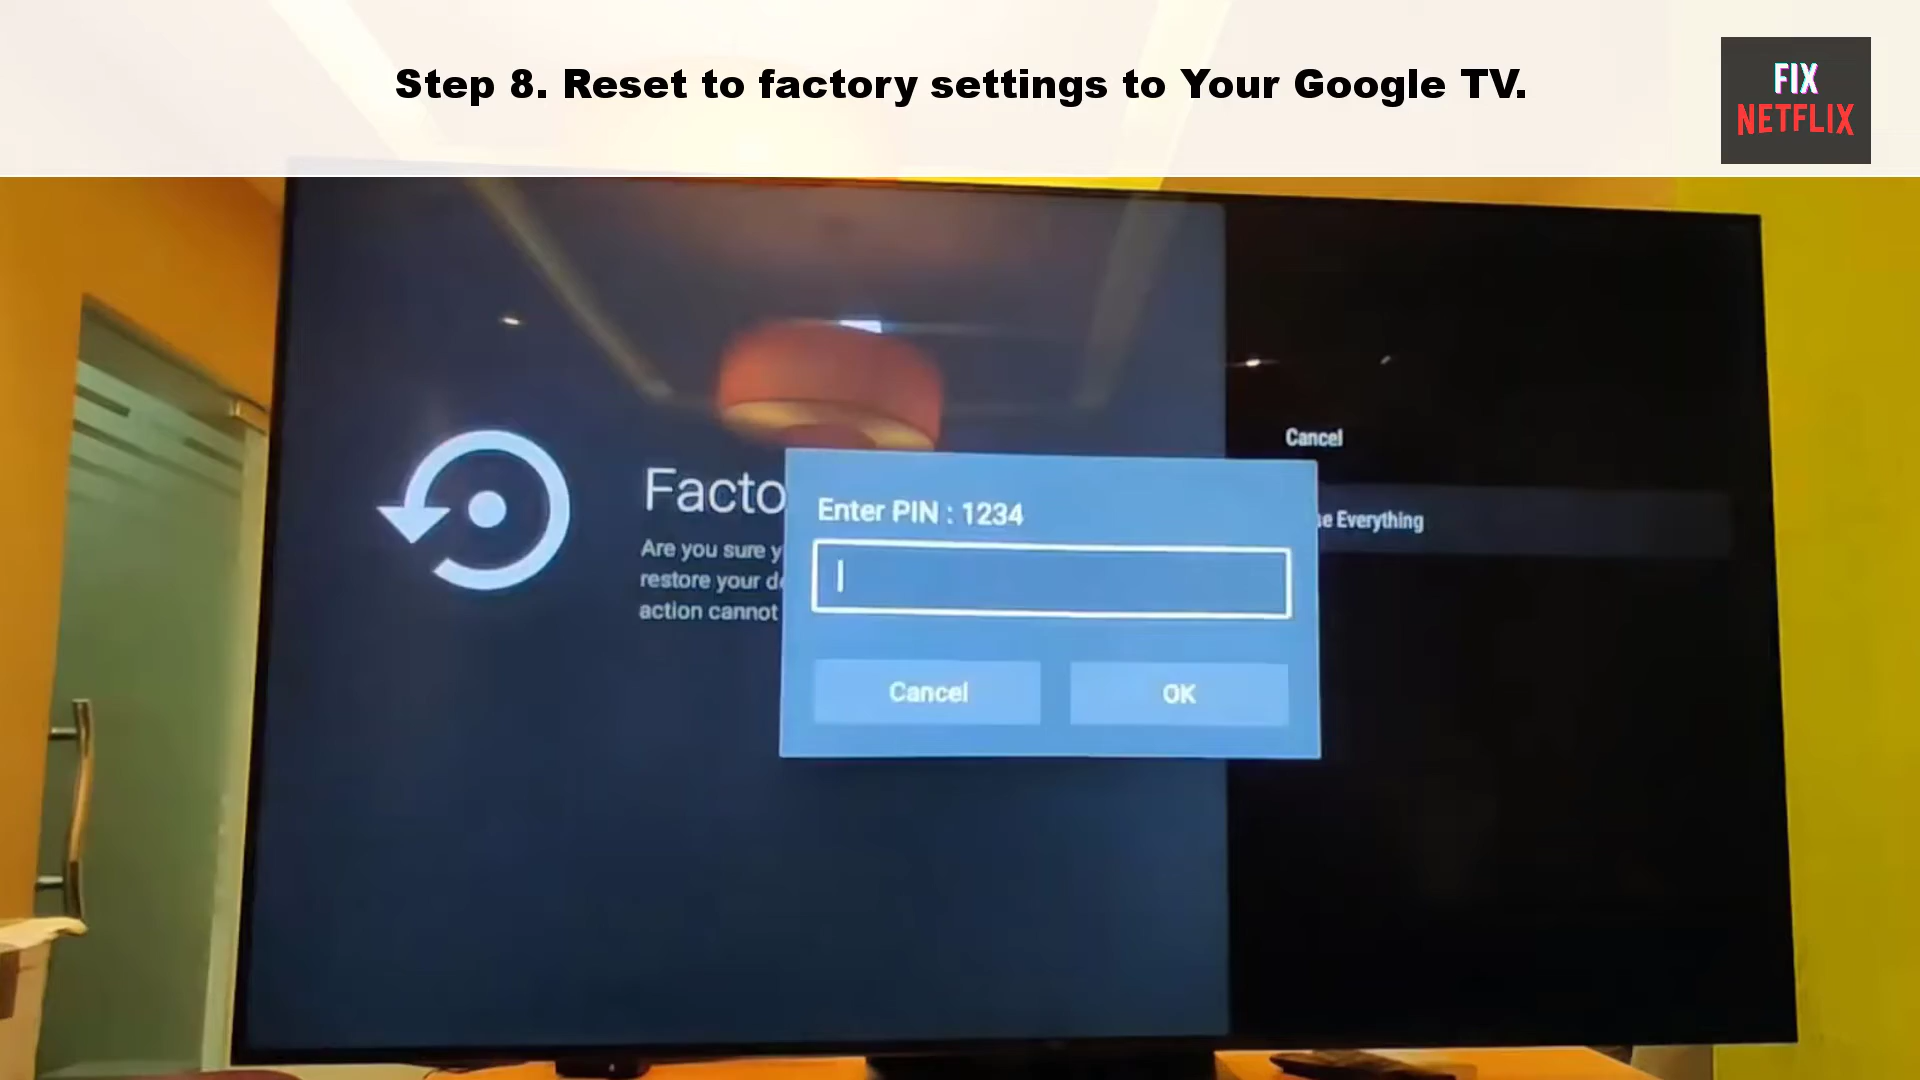 Step 8. Reset to factory settings to Your Google TV.
FIX
NETFLIX
Cancel
Facto
Enter PIN : 1234
e Everything
Are you sure y
restore your d
action cannot
Cancel
OK